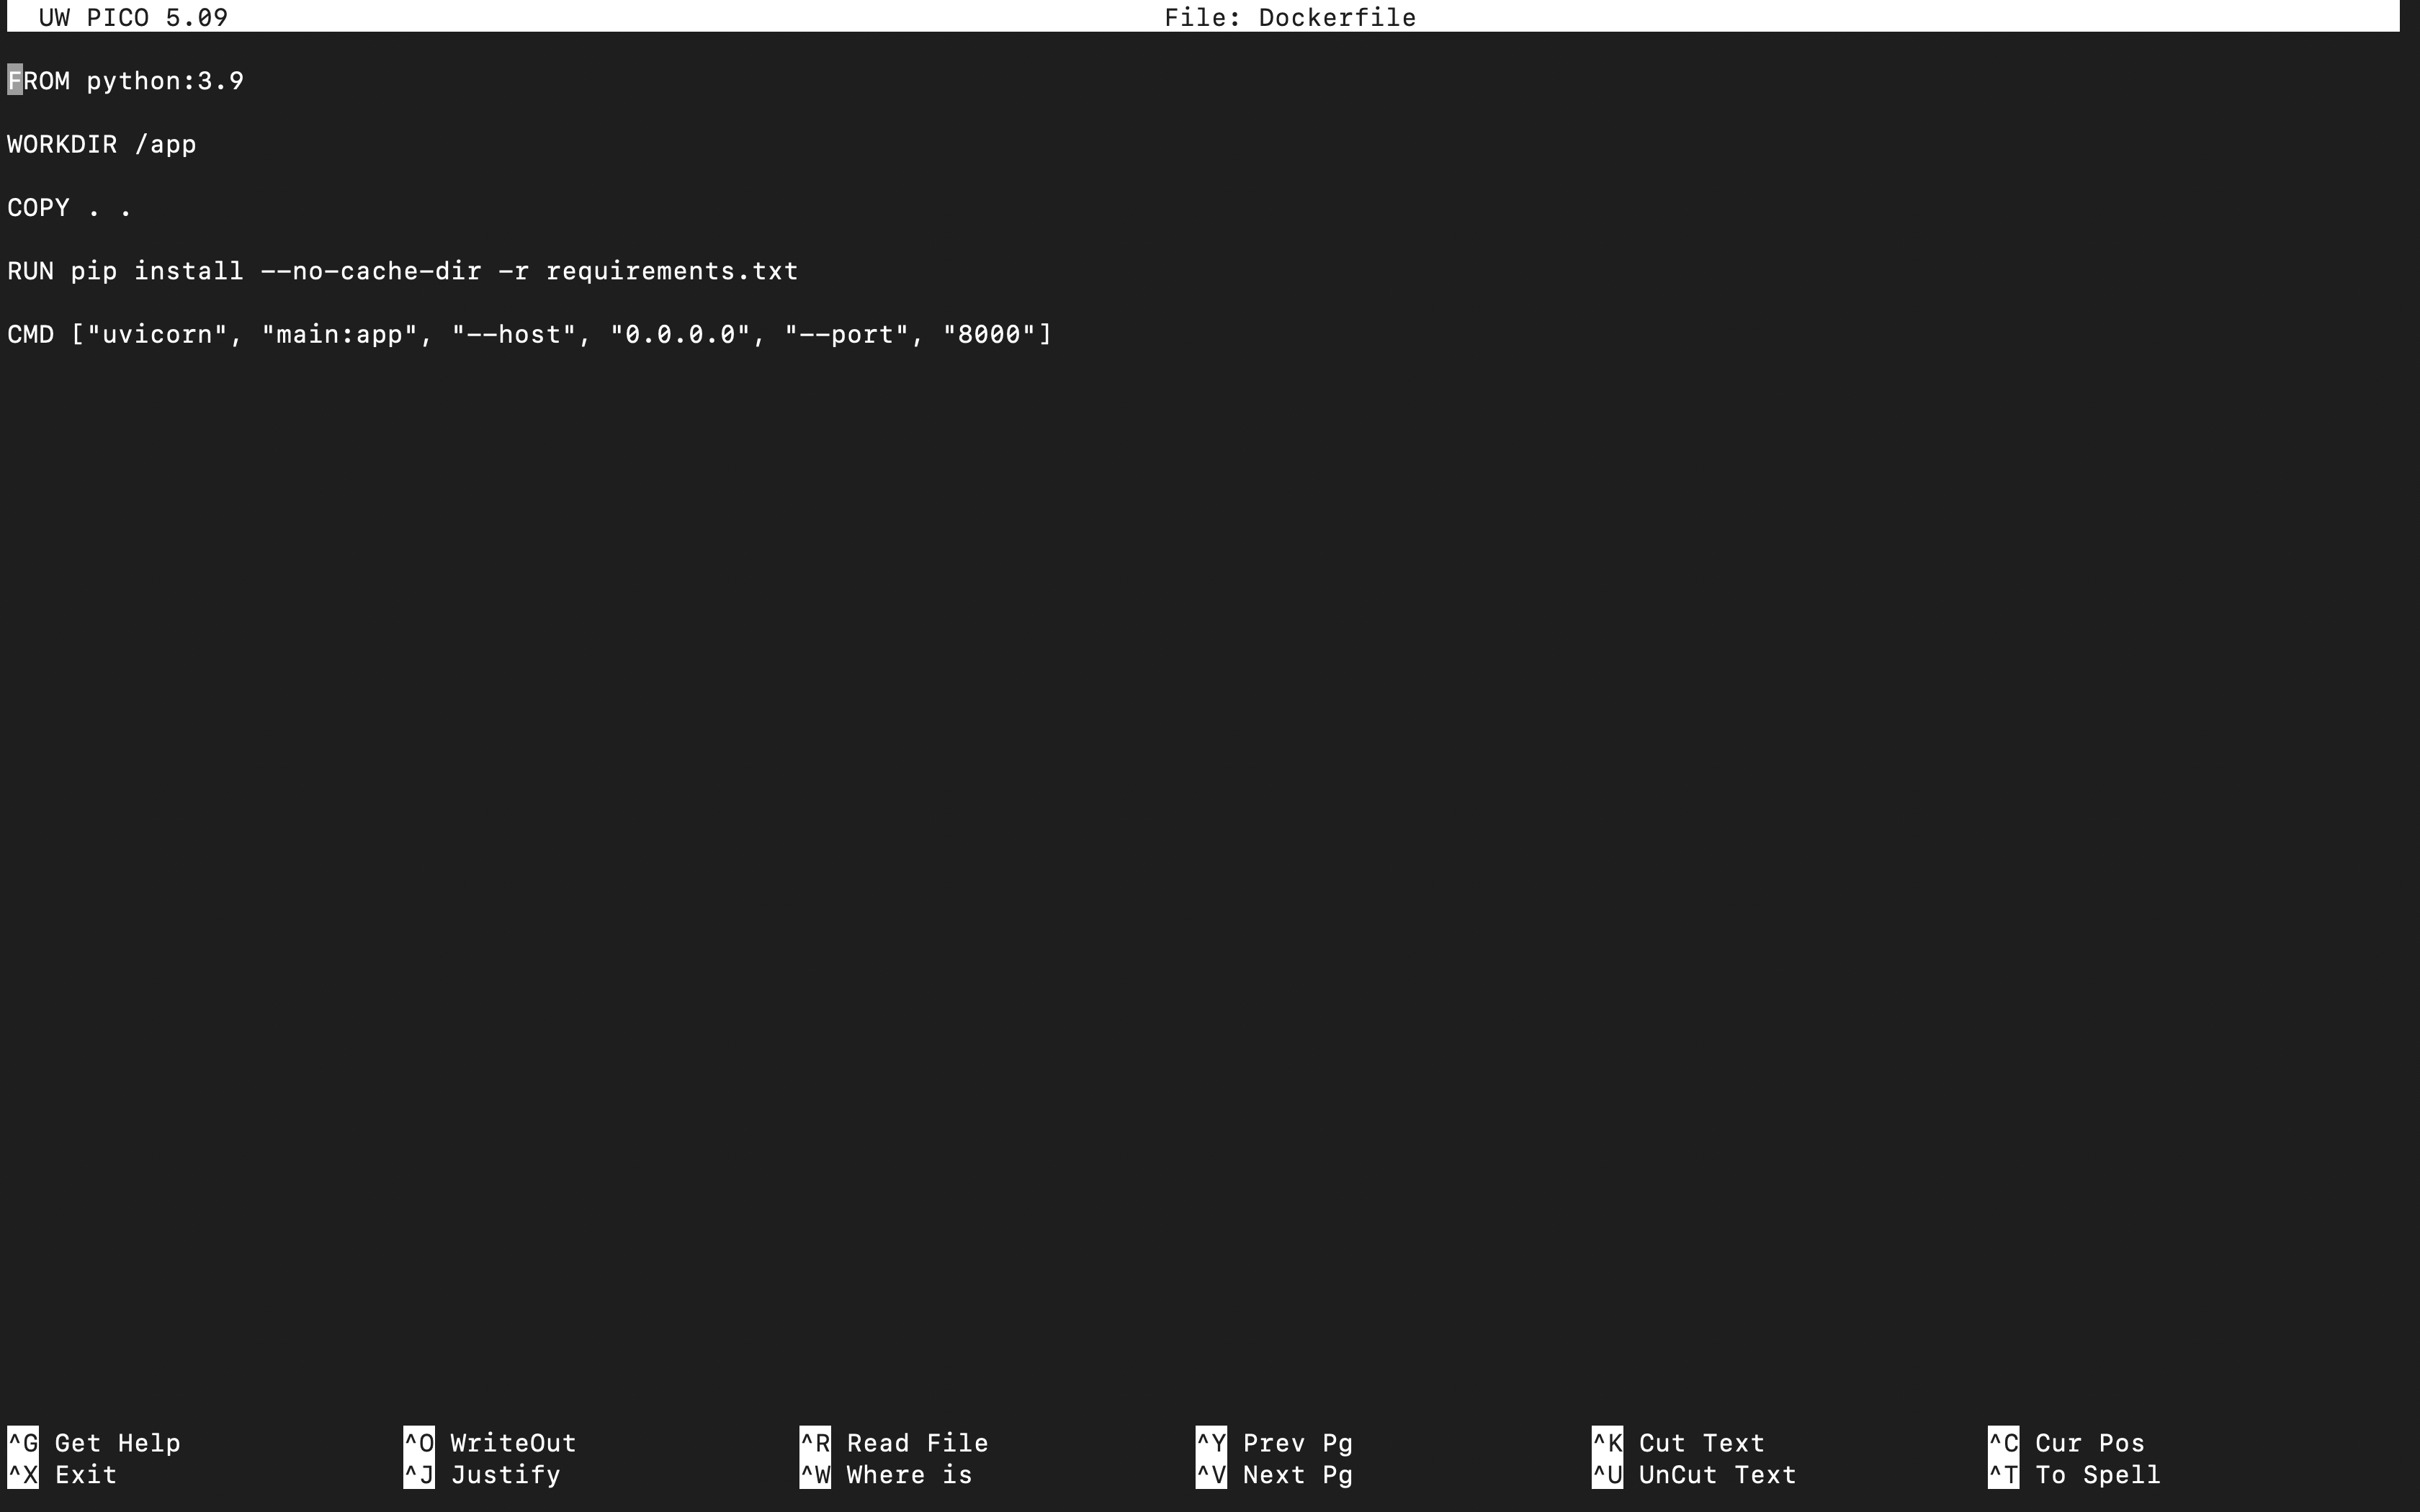 UW PICO 5.09 File: Dockerfile
FROM python:3.9
WORKDIR /app
COPY . .
RUN pip install --no-cache-dir -r requirements.txt
CMD ["uvicorn", "main:app", "--host", "0.0.0.0", "--port", "8000"]
^G Get Help ^O WriteOut ^R Read File ^Y Prev Pg ^K Cut Text ^C Cur Pos
^X Exit ^J Justify ^W Where is ^V Next Pg ^U UnCut Text ^T To Spell